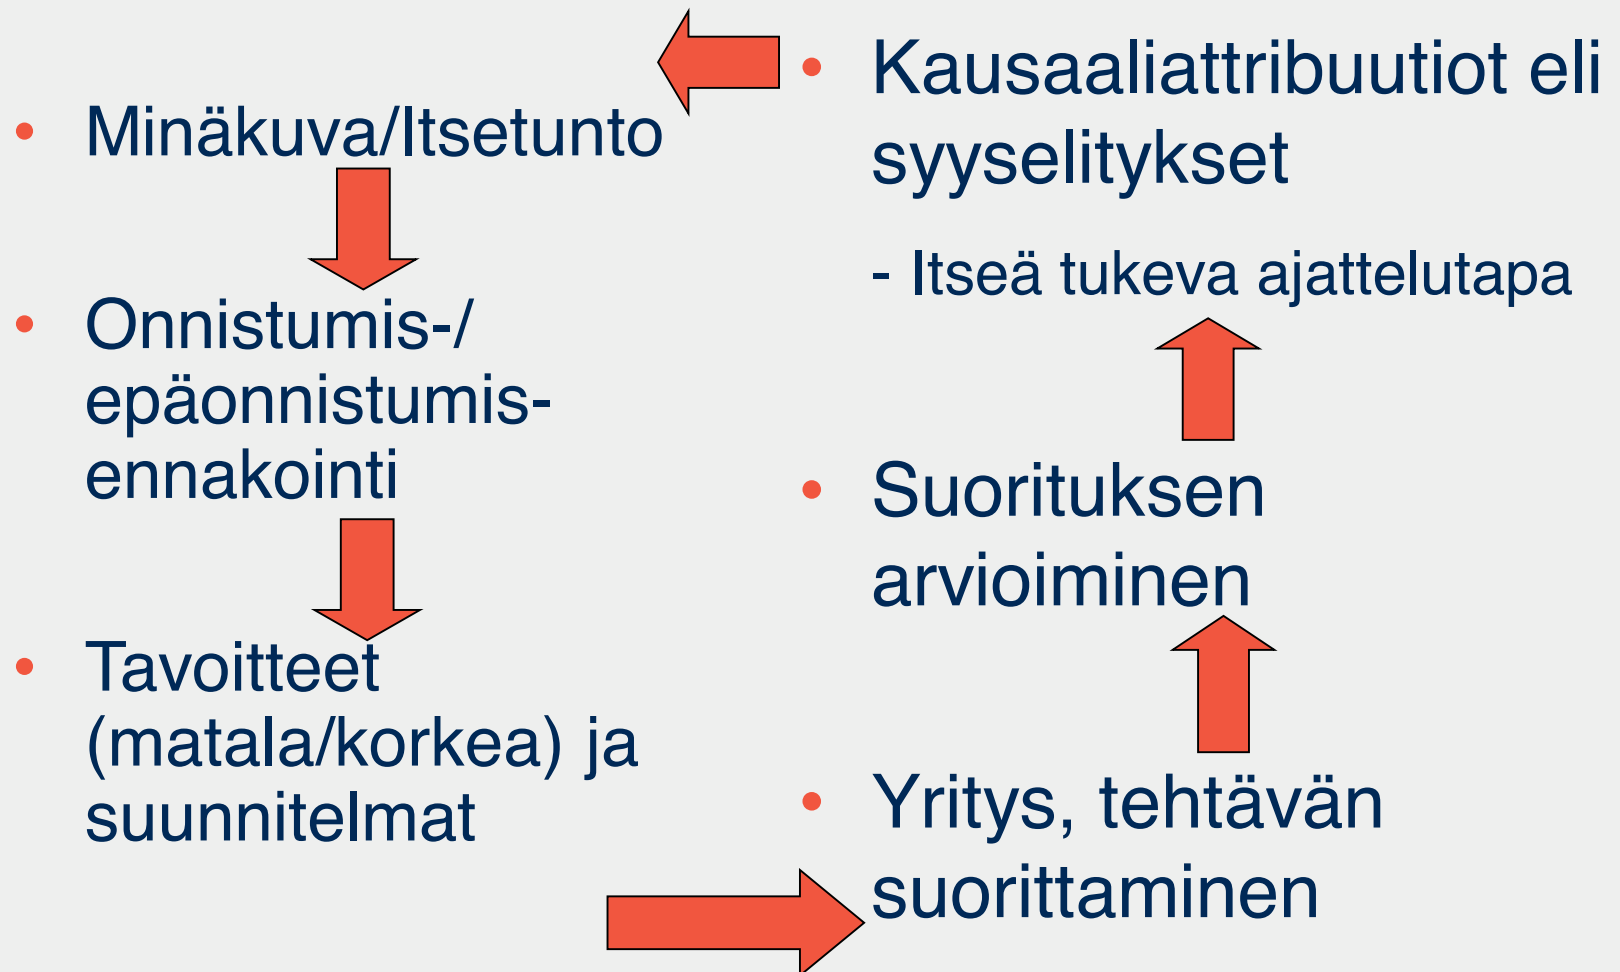 • Minäkuva/Itsetunto
• Onnistumis-/
epäonnistumis-
ennakointi
• Tavoitteet
(matala/korkea) ja
suunnitelmat
• Kausaaliattribuutiot eli
syyselitykset
- Itseä tukeva ajattelutapa
• Suorituksen
arvioiminen
• Yritys, tehtävän
suorittaminen